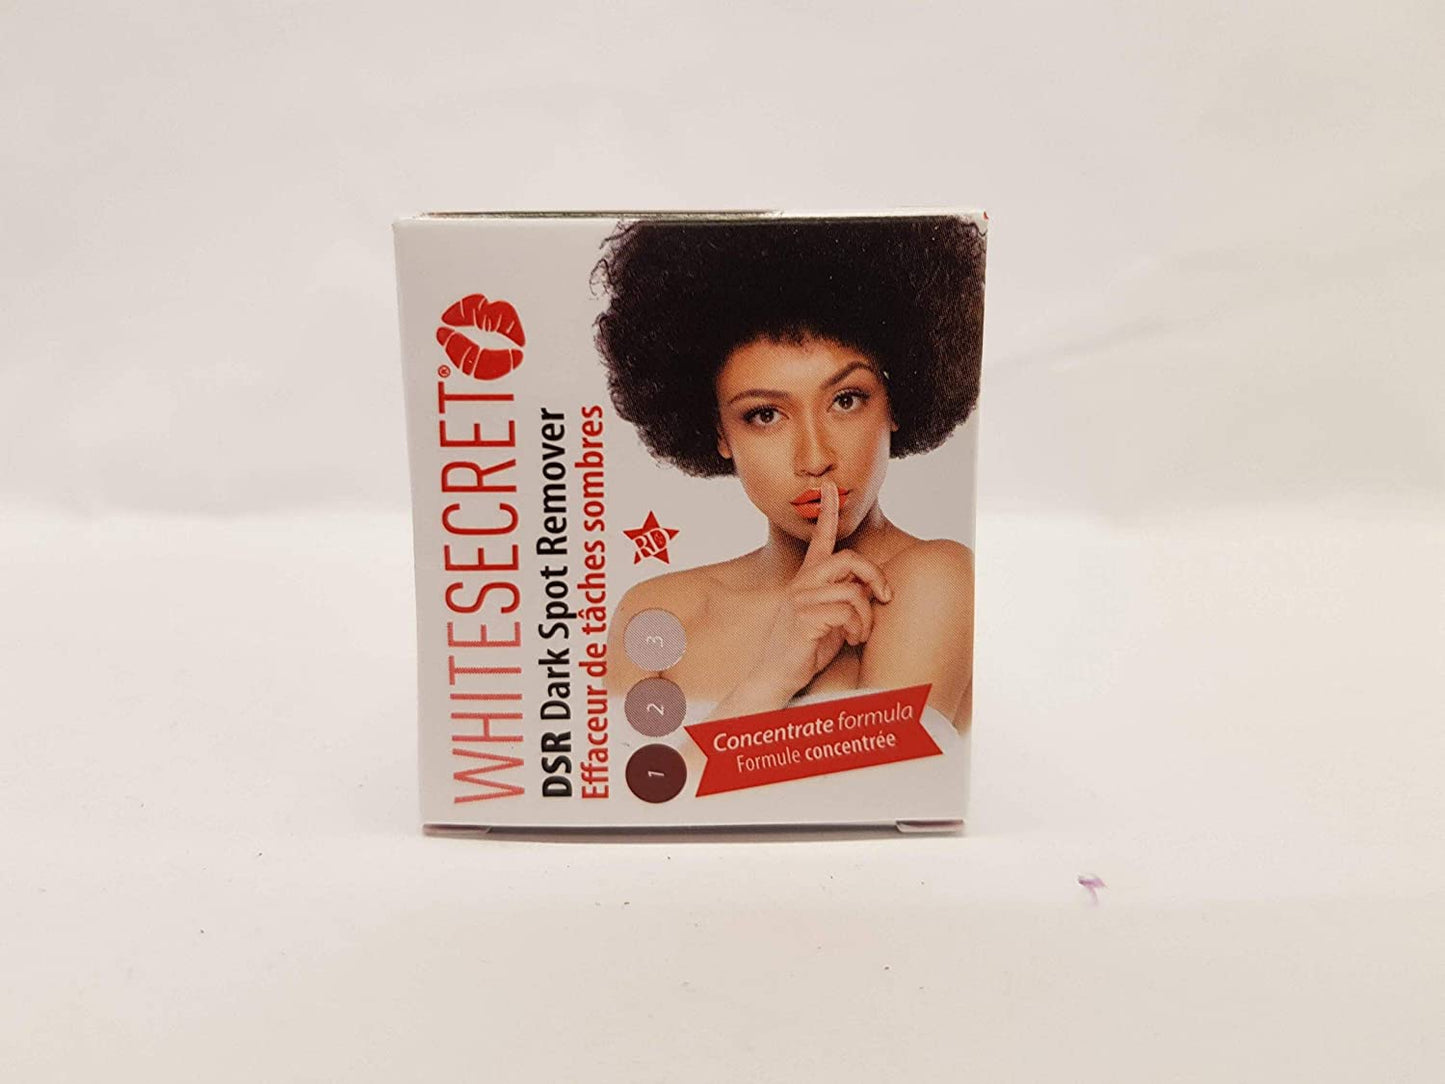 WHITESECRET®
DSR Dark Spot Remover
Effaceur de tâches sombres
RD
3
2
1
Concentrate formula
Formule concentrée